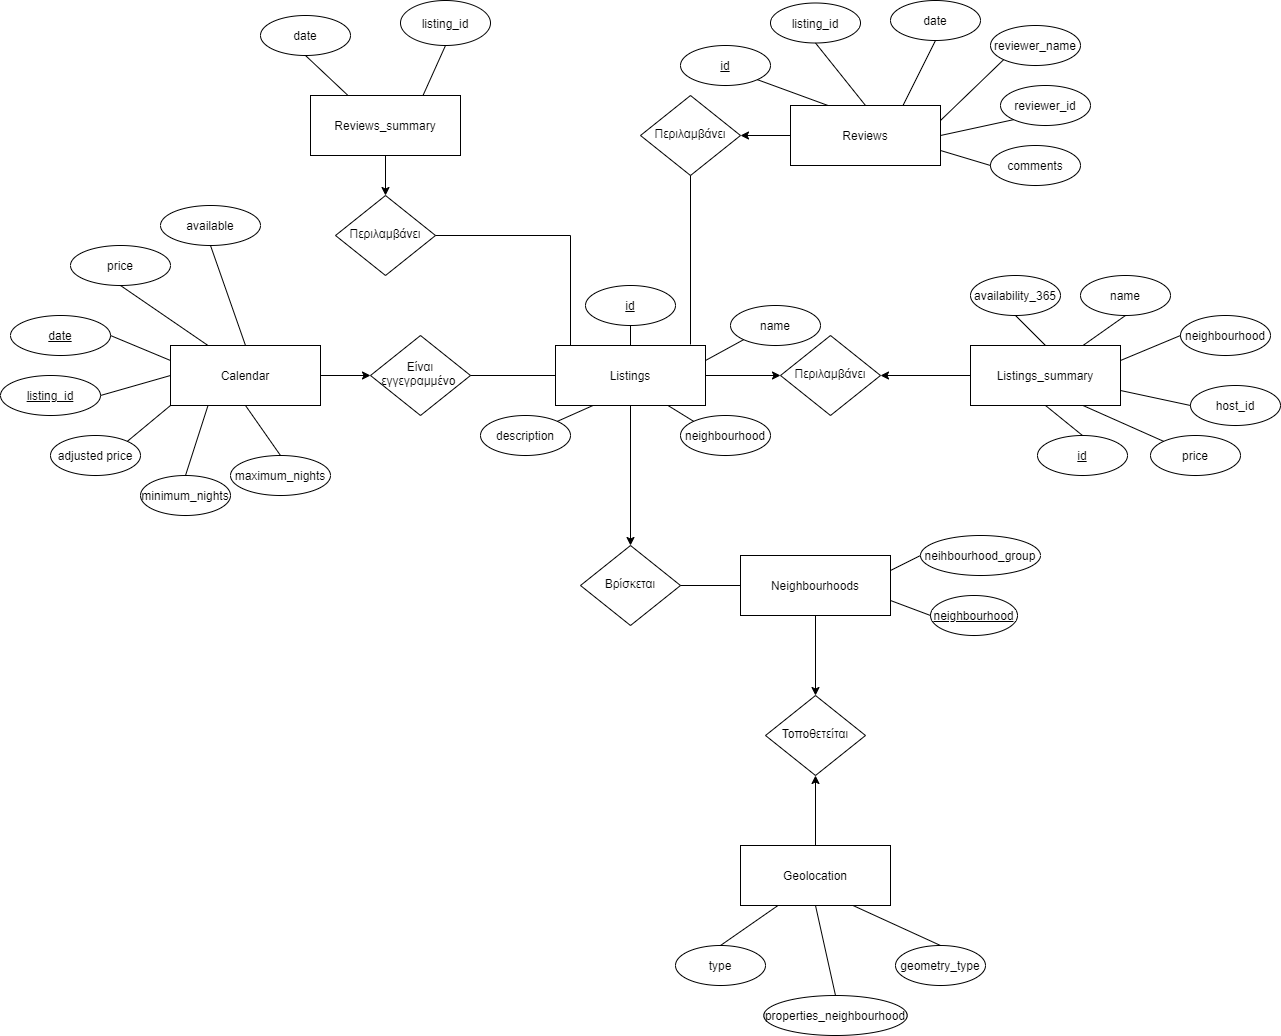 listing_id
date
Reviews_summary
Περιλαμβάνει
listing_id
date
id
reviewer_name
reviewer_id
comments
Reviews
Περιλαμβάνει
available
price
date
listing_id
adjusted price
minimum_nights
maximum_nights
Calendar
Είναι
εγγεγραμμένο
id
name
Listings
description
neighbourhood
Περιλαμβάνει
availability_365
name
neighbourhood
Listings_summary
host_id
id
price
Βρίσκεται
Neighbourhoods
neihbourhood_group
neighbourhood
Τοποθετείται
Geolocation
type
geometry_type
properties_neighbourhood